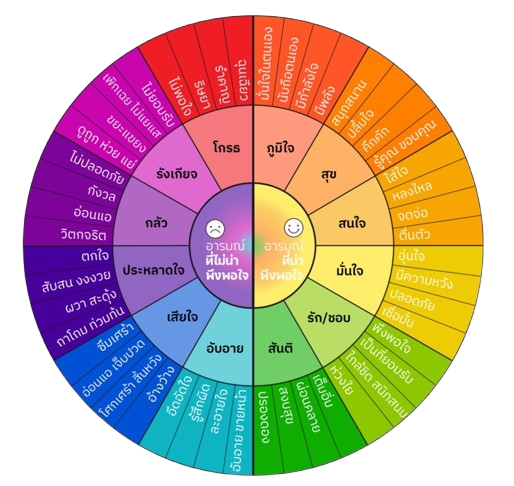 อารมณ์
ที่ไม่น่า
พึงพอใจ
อารมณ์
ที่น่า
พึงพอใจ
ภูมิใจ
สุข
สนใจ
มั่นใจ
รัก/ชอบ
สันติ
อับอาย
เสียใจ
ประหลาดใจ
กลัว
รังเกียจ
โกรธ
มั่นใจในตนเอง
นับถือตนเอง
มีกำลังใจ
มีพลัง
สนุกสนาน
ปลื้มใจ
คึกคัก
รู้คุณ ขอบคุณ
ใส่ใจ
หลงใหล
จดจ่อ
ตื่นตัว
อุ่นใจ
มีความหวัง
ปลอดภัย
เชื่อมั่น
พึงพอใจ
เป็นที่ยอมรับ
ใกล้ชิด สนิทสนม
ห่วงใย
เต็มอิ่ม
ผ่อนคลาย
สงบสุข
ปรองดอง
อับอาย ขายหน้า
ละอายใจ
รู้สึกผิด
อึดอัดใจ
อ้างว้าง
โศกเศร้า สิ้นหวัง
อ่อนแอ เจ็บปวด
ซึมเศร้า
ถาโถม ท่วมท้น
ผวา สะดุ้ง
สับสน งงงวย
ตกใจ
วิตกจริต
อ่อนแอ
กังวล
ไม่ปลอดภัย
ดูถูก ห่วย แย่
ขยะแขยง
เพิกเฉย ไม่แยแส
ไม่ยอมรับ
ไม่พอใจ
ริษยา
รำคาญ
ฉุนเฉียว